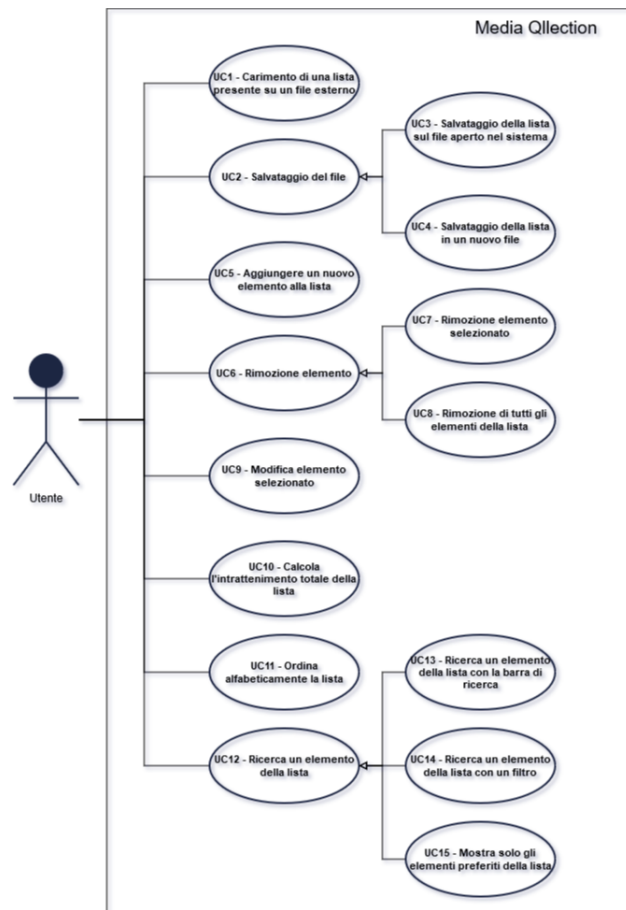 Media Qllection
UC1 - Carimento di una lista
presente su un file esterno
UC3 - Salvataggio della lista
sul file aperto nel sistema
UC2 - Salvataggio del file
UC4 - Salvataggio della lista
in un nuovo file
UC5 - Aggiungere un nuovo
elemento alla lista
UC7 - Rimozione elemento
selezionato
UC6 - Rimozione elemento
UC8 - Rimozione di tutti gli
elementi della lista
Utente
UC9 - Modifica elemento
selezionato
UC10 - Calcola
l'intrattenimento totale della
lista
UC11 - Ordina
alfabeticamente la lista
UC13 - Ricerca un elemento
della lista con la barra di
ricerca
UC12 - Ricerca un elemento
della lista
UC14 - Ricerca un elemento
della lista con un filtro
UC15 - Mostra solo gli
elementi preferiti della lista